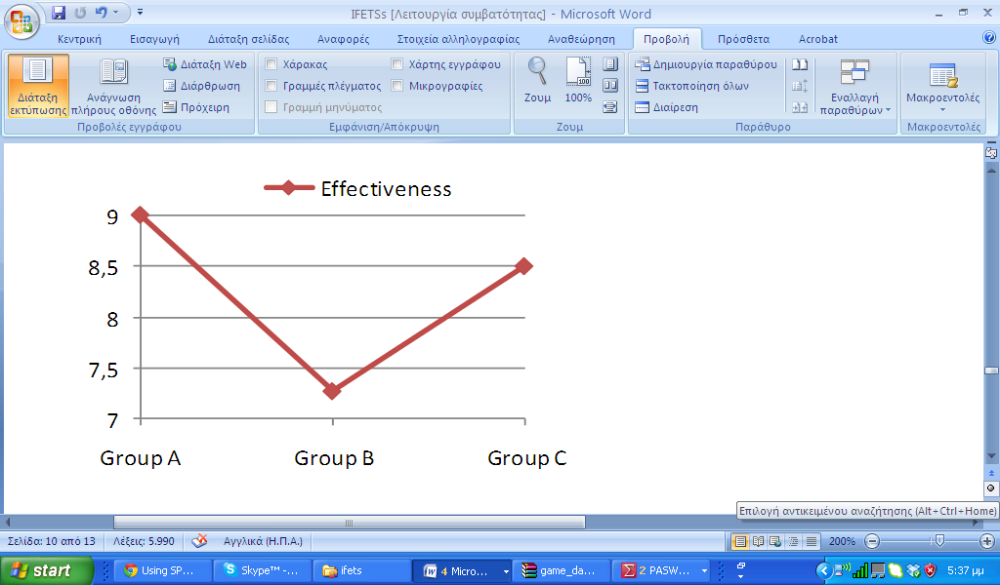 IFETSs [Λειτουργία συμβατότητας] - Microsoft Word
Κεντρική Εισαγωγή Διάταξη σελίδας Αναφορές Στοιχεία αλληλογραφίας Αναθεώρηση Προβολή Πρόσθετα Acrobat
Διάταξη εκτύπωσης
Ανάγνωση πλήρους οθόνης
Διάταξη Web
Διάρθρωση
Πρόχειρη
Προβολές εγγράφου
Χάρακας
Γραμμές πλέγματος
Γραμμή μηνύματος
Χάρτης εγγράφου
Μικρογραφίες
Εμφάνιση/Απόκρυψη
Ζουμ
100%
Ζουμ
Δημιουργία παραθύρου
Τακτοποίηση όλων
Διαίρεση
Εναλλαγή παραθύρων
Παράθυρο
Μακροεντολές
Μακροεντολές
Effectiveness
9
8,5
8
7,5
7
Group A Group B Group C
Επιλογή αντικειμένου αναζήτησης (Alt+Ctrl+Home)
Σελίδα: 10 από 13 Λέξεις: 5.990 Αγγλικά (Η.Π.Α.) 200%
start Using SP... Skype™ -... ifets 4 Micro... game_da... 2 PASW... 5:37 μμ